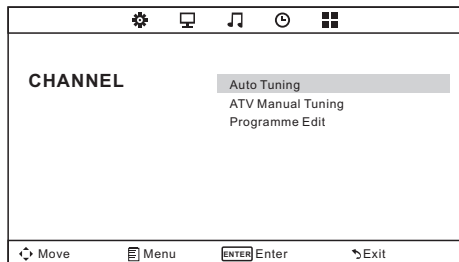 CHANNEL
Auto Tuning
ATV Manual Tuning
Programme Edit
Move Menu ENTER Enter Exit